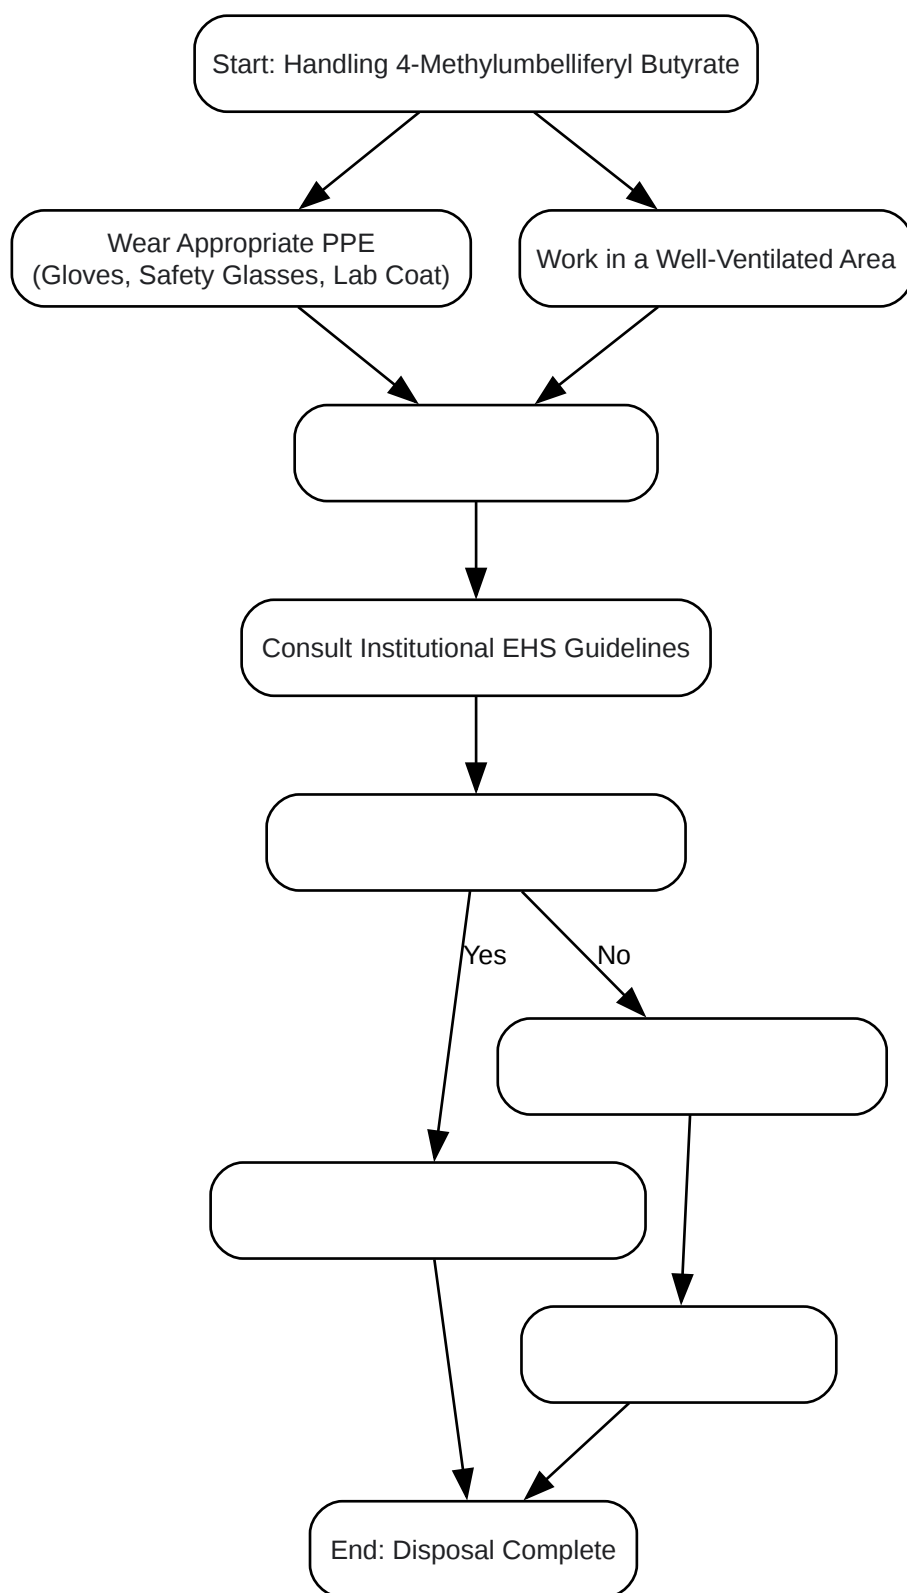 Start: Handling 4-Methylumbelliferyl Butyrate
Wear Appropriate PPE
(Gloves, Safety Glasses, Lab Coat)
Work in a Well-Ventilated Area
Consult Institutional EHS Guidelines
Yes
No
End: Disposal Complete